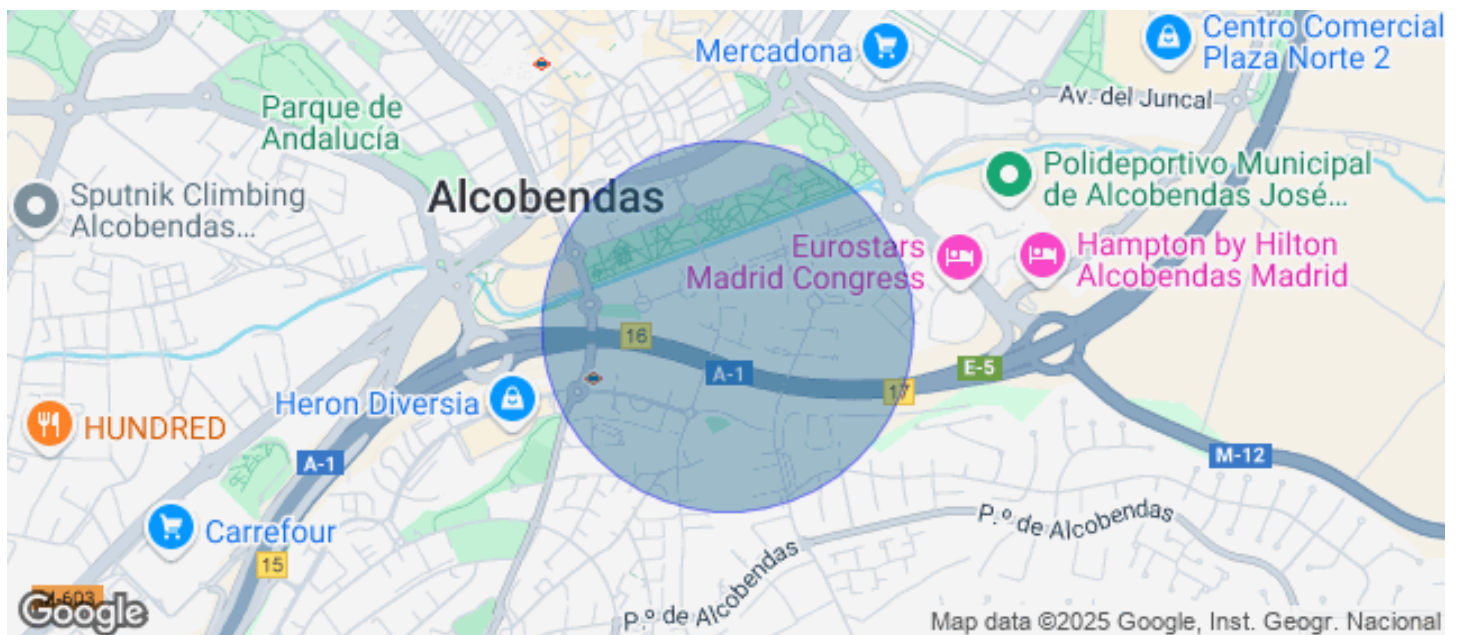 Centro Comercial
Plaza Norte 2
Mercadona
Av. del Juncal
Parque de
Andalucía
Polideportivo Municipal
de Alcobendas José...
Sputnik Climbing
Alcobendas...
Alcobendas
Eurostars
Madrid Congress
Hampton by Hilton
Alcobendas Madrid
16
A-1
E-5
17
Heron Diversia
HUNDRED
A-1
M-12
P.º de Alcobendas
Carrefour
15
P.º de Alcobendas
M-603
Google
Map data ©2025 Google, Inst. Geogr. Nacional